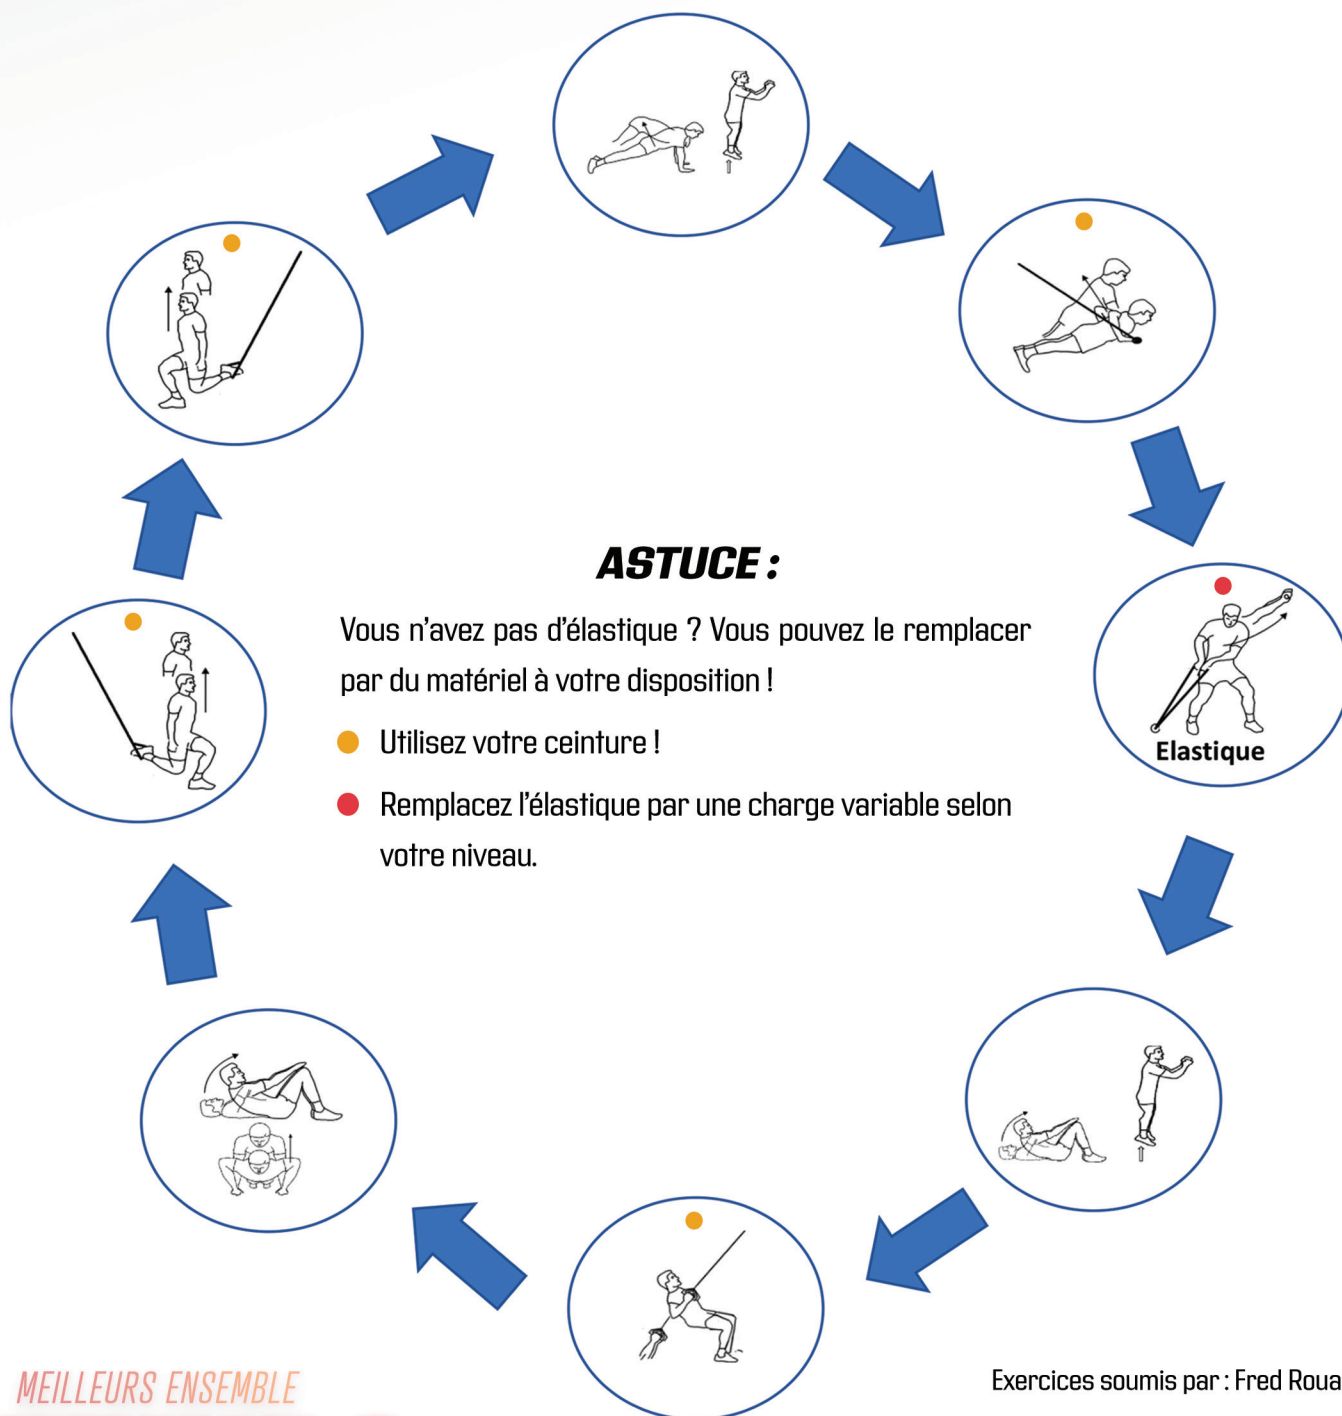 ASTUCE :
Vous n'avez pas d'élastique ? Vous pouvez le remplacer
par du matériel à votre disposition !
Utilisez votre ceinture !
Remplacez l'élastique par une charge variable selon
votre niveau.
Elastique
MEILLEURS ENSEMBLE
Exercices soumis par : Fred Roua